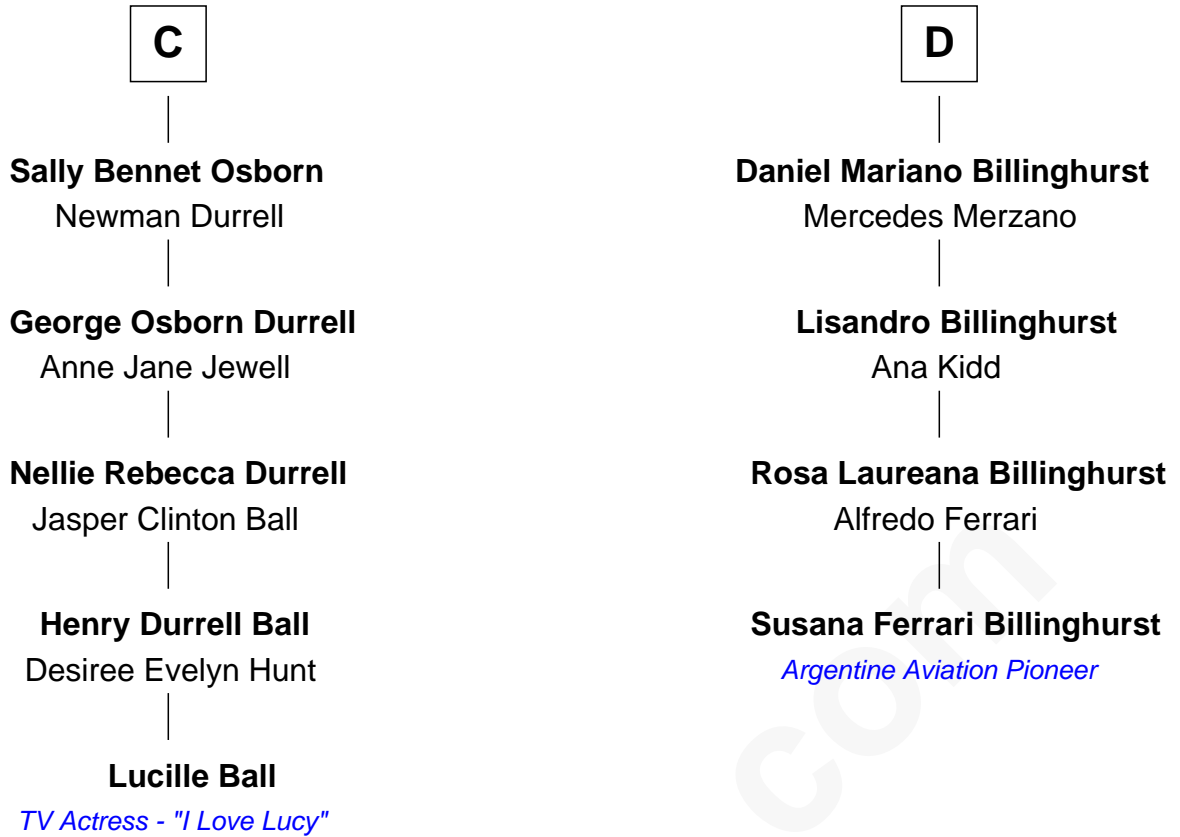 C
Sally Bennet Osborn
Newman Durrell
George Osborn Durrell
Anne Jane Jewell
Nellie Rebecca Durrell
Jasper Clinton Ball
Henry Durrell Ball
Desiree Evelyn Hunt
Lucille Ball
TV Actress - "I Love Lucy"
D
Daniel Mariano Billinghurst
Mercedes Merzano
Lisandro Billinghurst
Ana Kidd
Rosa Laureana Billinghurst
Alfredo Ferrari
Susana Ferrari Billinghurst
Argentine Aviation Pioneer
com